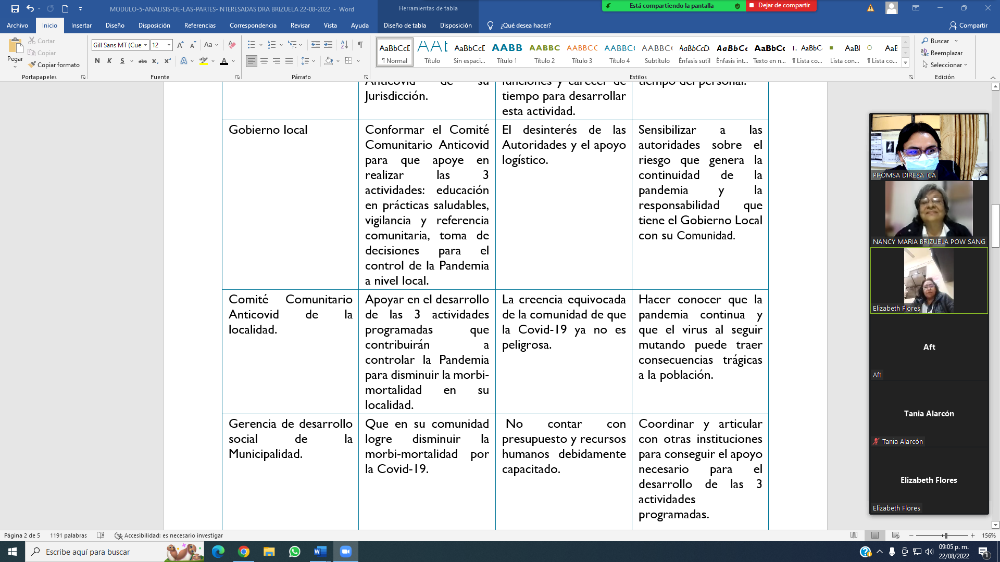 MODULO-5-ANALISIS-DE-LAS-PARTES-INTERESADAS DRA BRIZUELA 22-08-2022 - Word
Herramientas de tabla
Está compartiendo la pantalla
Dejar de compartir
Archivo Inicio Insertar Diseño Disposición Referencias Correspondencia Revisar Vista Ayuda Diseño de tabla Disposición ¿Qué desea hacer? Compartir
Pegar
Cortar
Copiar
Copiar formato
Portapapeles
Gill Sans MT (Cue 12
Aa
N K S abc x₂ x² A A
Fuente
Párrafo
AaBbCcD AAt AaBbCcD AABB AABBC AABBCC AABBCC AABBCC AaBbCcD AaBbCc AaBbCc 1. AaBbC AaBl AaB
¶ Normal Título Sin espaci... Título 1 Título 2 Título 3 Título 4 Subtítulo Énfasis sutil Énfasis int... Texto en n... ¶ Lista co... Lista con... ¶ Lista co...
Estilos
Buscar
Reemplazar
Seleccionar
Edición
Anticovid de su
Jurisdicción.
funciones y carecer de
tiempo para desarrollar
esta actividad.
tiempo del personal.
Gobierno local
Conformar el Comité
Comunitario Anticovid
para que apoye en
realizar las 3
actividades: educación
en prácticas saludables,
vigilancia y referencia
comunitaria, toma de
decisiones para el
control de la Pandemia
a nivel local.
El desinterés de las
Autoridades y el apoyo
logístico.
Sensibilizar a las
autoridades sobre el
riesgo que genera la
continuidad de la
pandemia y la
responsabilidad que
tiene el Gobierno Local
con su Comunidad.
Comité Comunitario
Anticovid de la
localidad.
Apoyar en el desarrollo
de las 3 actividades
programadas que
contribuirán a
controlar la Pandemia
para disminuir la morbi-
mortalidad en su
localidad.
La creencia equivocada
de la comunidad de que
la Covid-19 ya no es
peligrosa.
Hacer conocer que la
pandemia continua y
que el virus al seguir
mutando puede traer
consecuencias trágicas
a la población.
Gerencia de desarrollo
social de la
Municipalidad.
Que en su comunidad
logre disminuir la
morbi-mortalidad por
la Covid-19.
No contar con
presupuesto y recursos
humanos debidamente
capacitado.
Coordinar y articular
con otras instituciones
para conseguir el apoyo
necesario para el
desarrollo de las 3
actividades
programadas.
PROMSA DIRESA ICA
NANCY MARIA BRIZUELA POW SANG
Elizabeth Flores
Aft
Aft
Tania Alarcón
Tania Alarcón
Elizabeth Flores
Elizabeth Flores
Página 2 de 5 1191 palabras Accesibilidad: es necesario investigar 156%
Escribe aquí para buscar
09:05 p. m.
22/08/2022
1